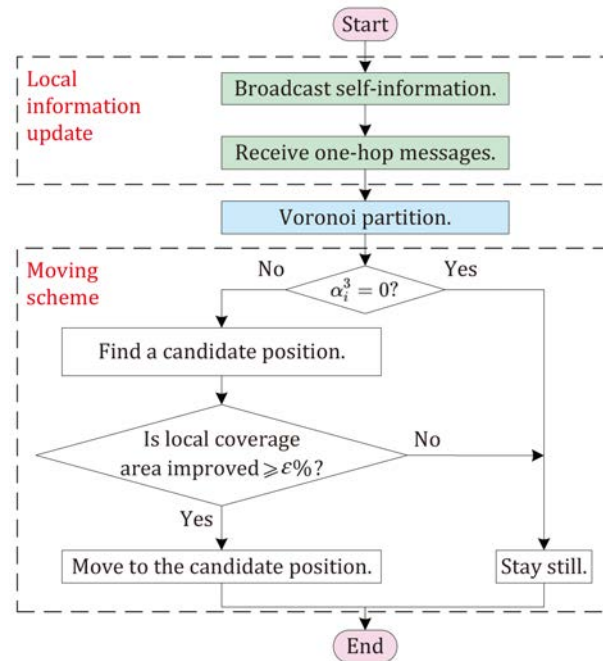 Start
Local
information
update
Broadcast self-information.
Receive one-hop messages.
Voronoi partition.
Moving
scheme
No
Yes
α_i^3 = 0?
Find a candidate position.
Is local coverage
area improved ⩾ ε%?
No
Yes
Move to the candidate position.
Stay still.
End